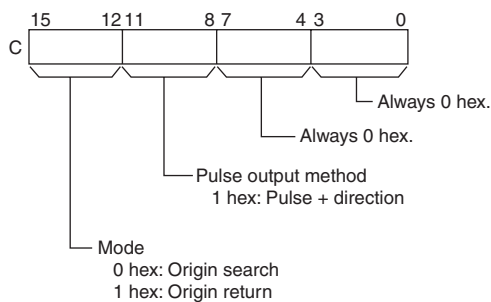 15 12 11 8 7 4 3 0
C
Always 0 hex.
Always 0 hex.
Pulse output method
1 hex: Pulse + direction
Mode
0 hex: Origin search
1 hex: Origin return